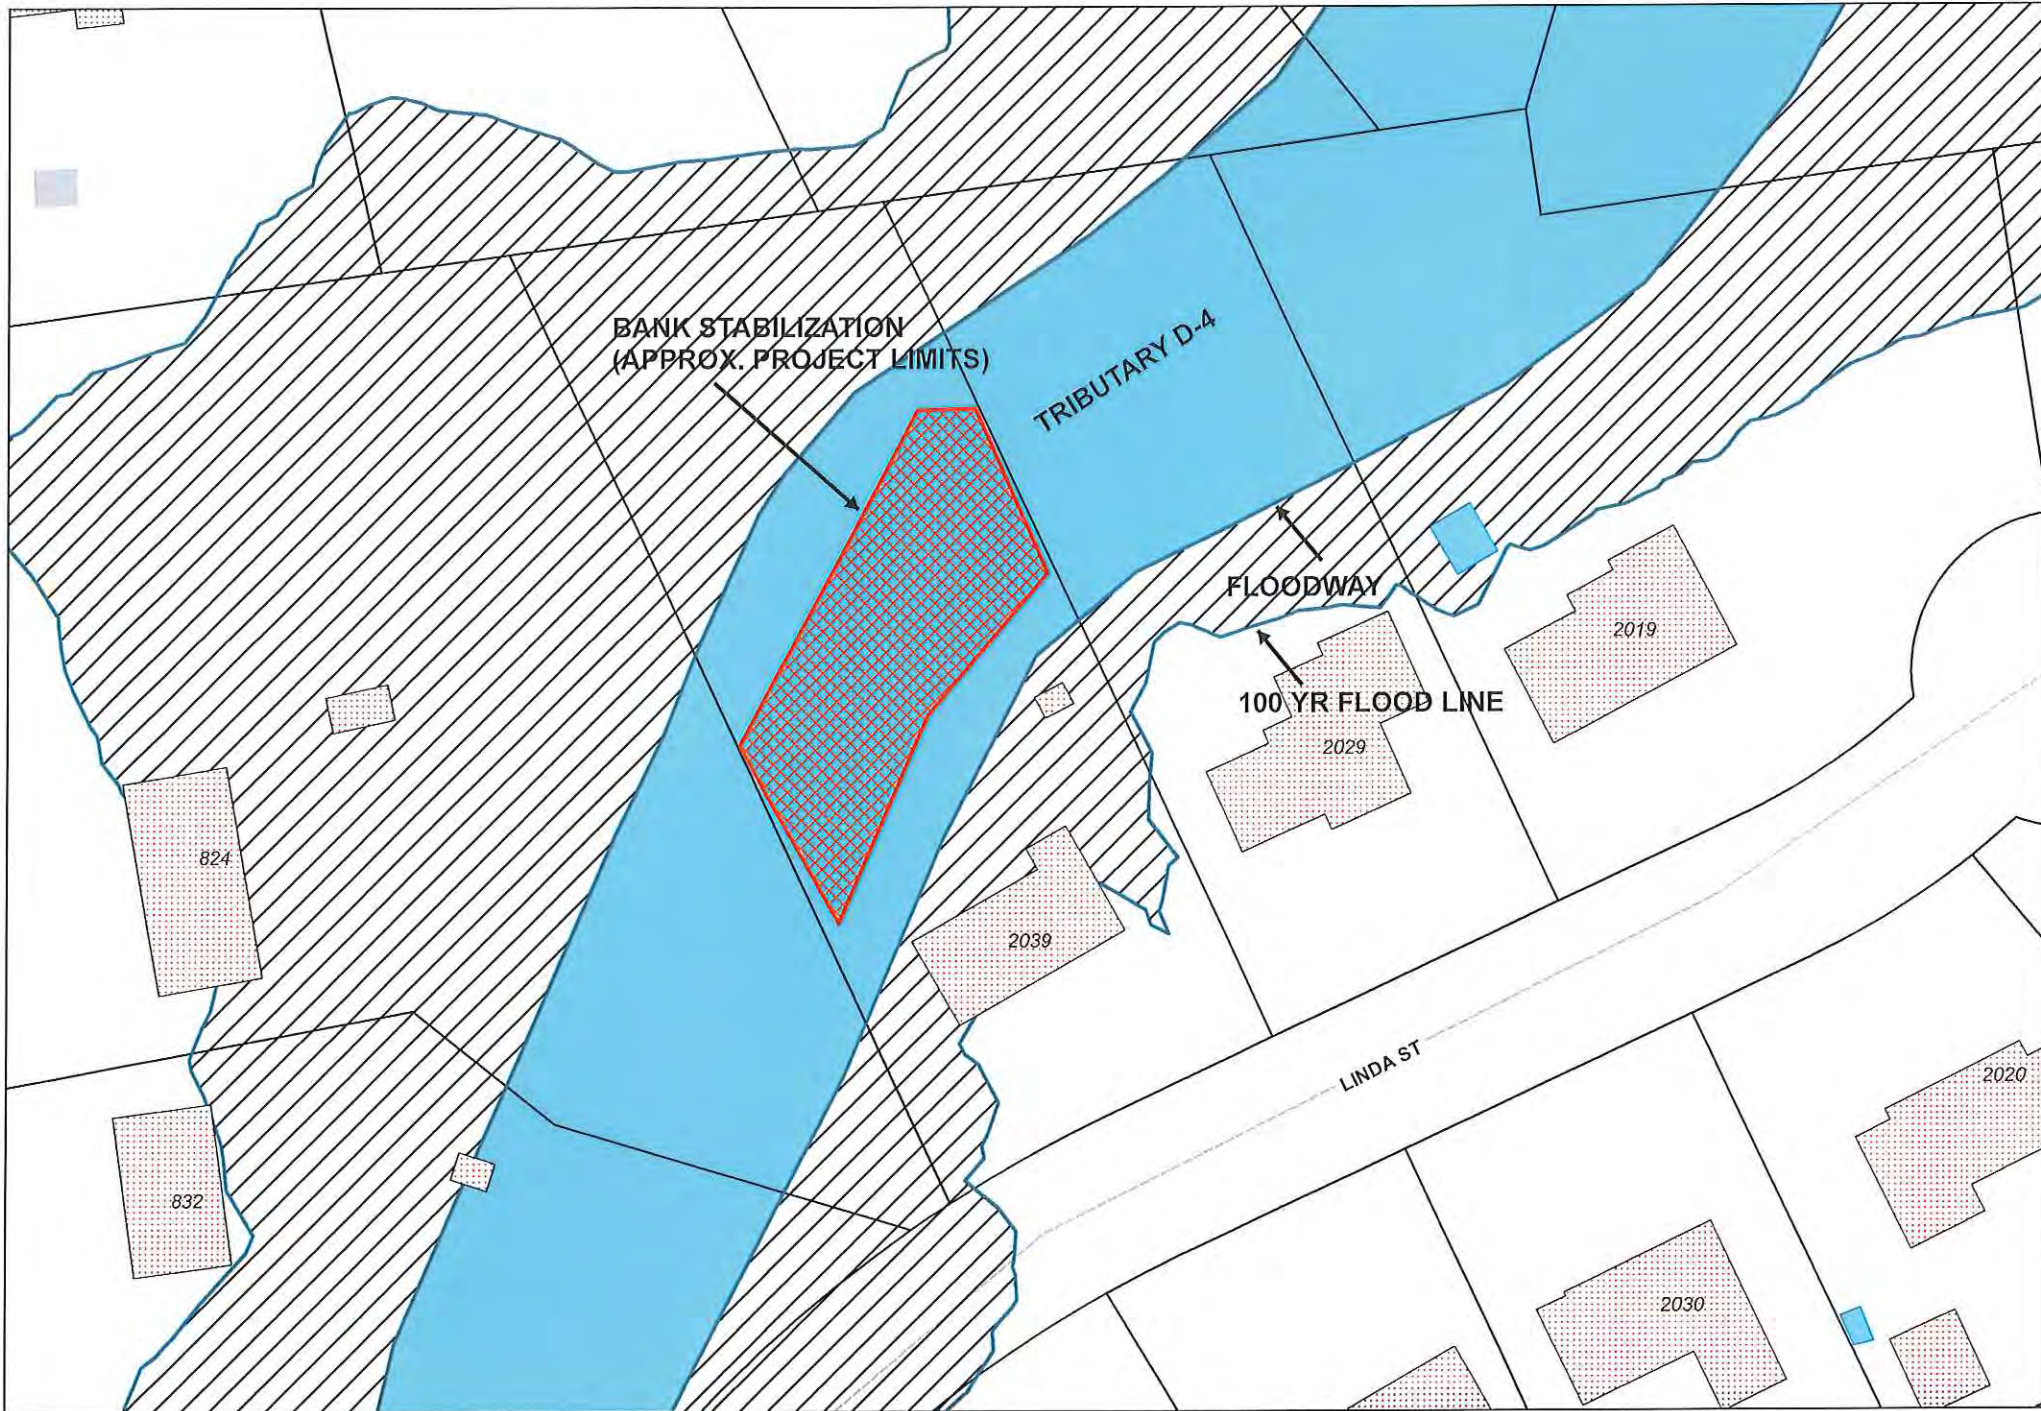 BANK STABILIZATION
(APPROX. PROJECT LIMITS)
TRIBUTARY D-4
FLOODWAY
2019
100 YR FLOOD LINE
2029
824
2039
LINDA ST
2020
832
2030